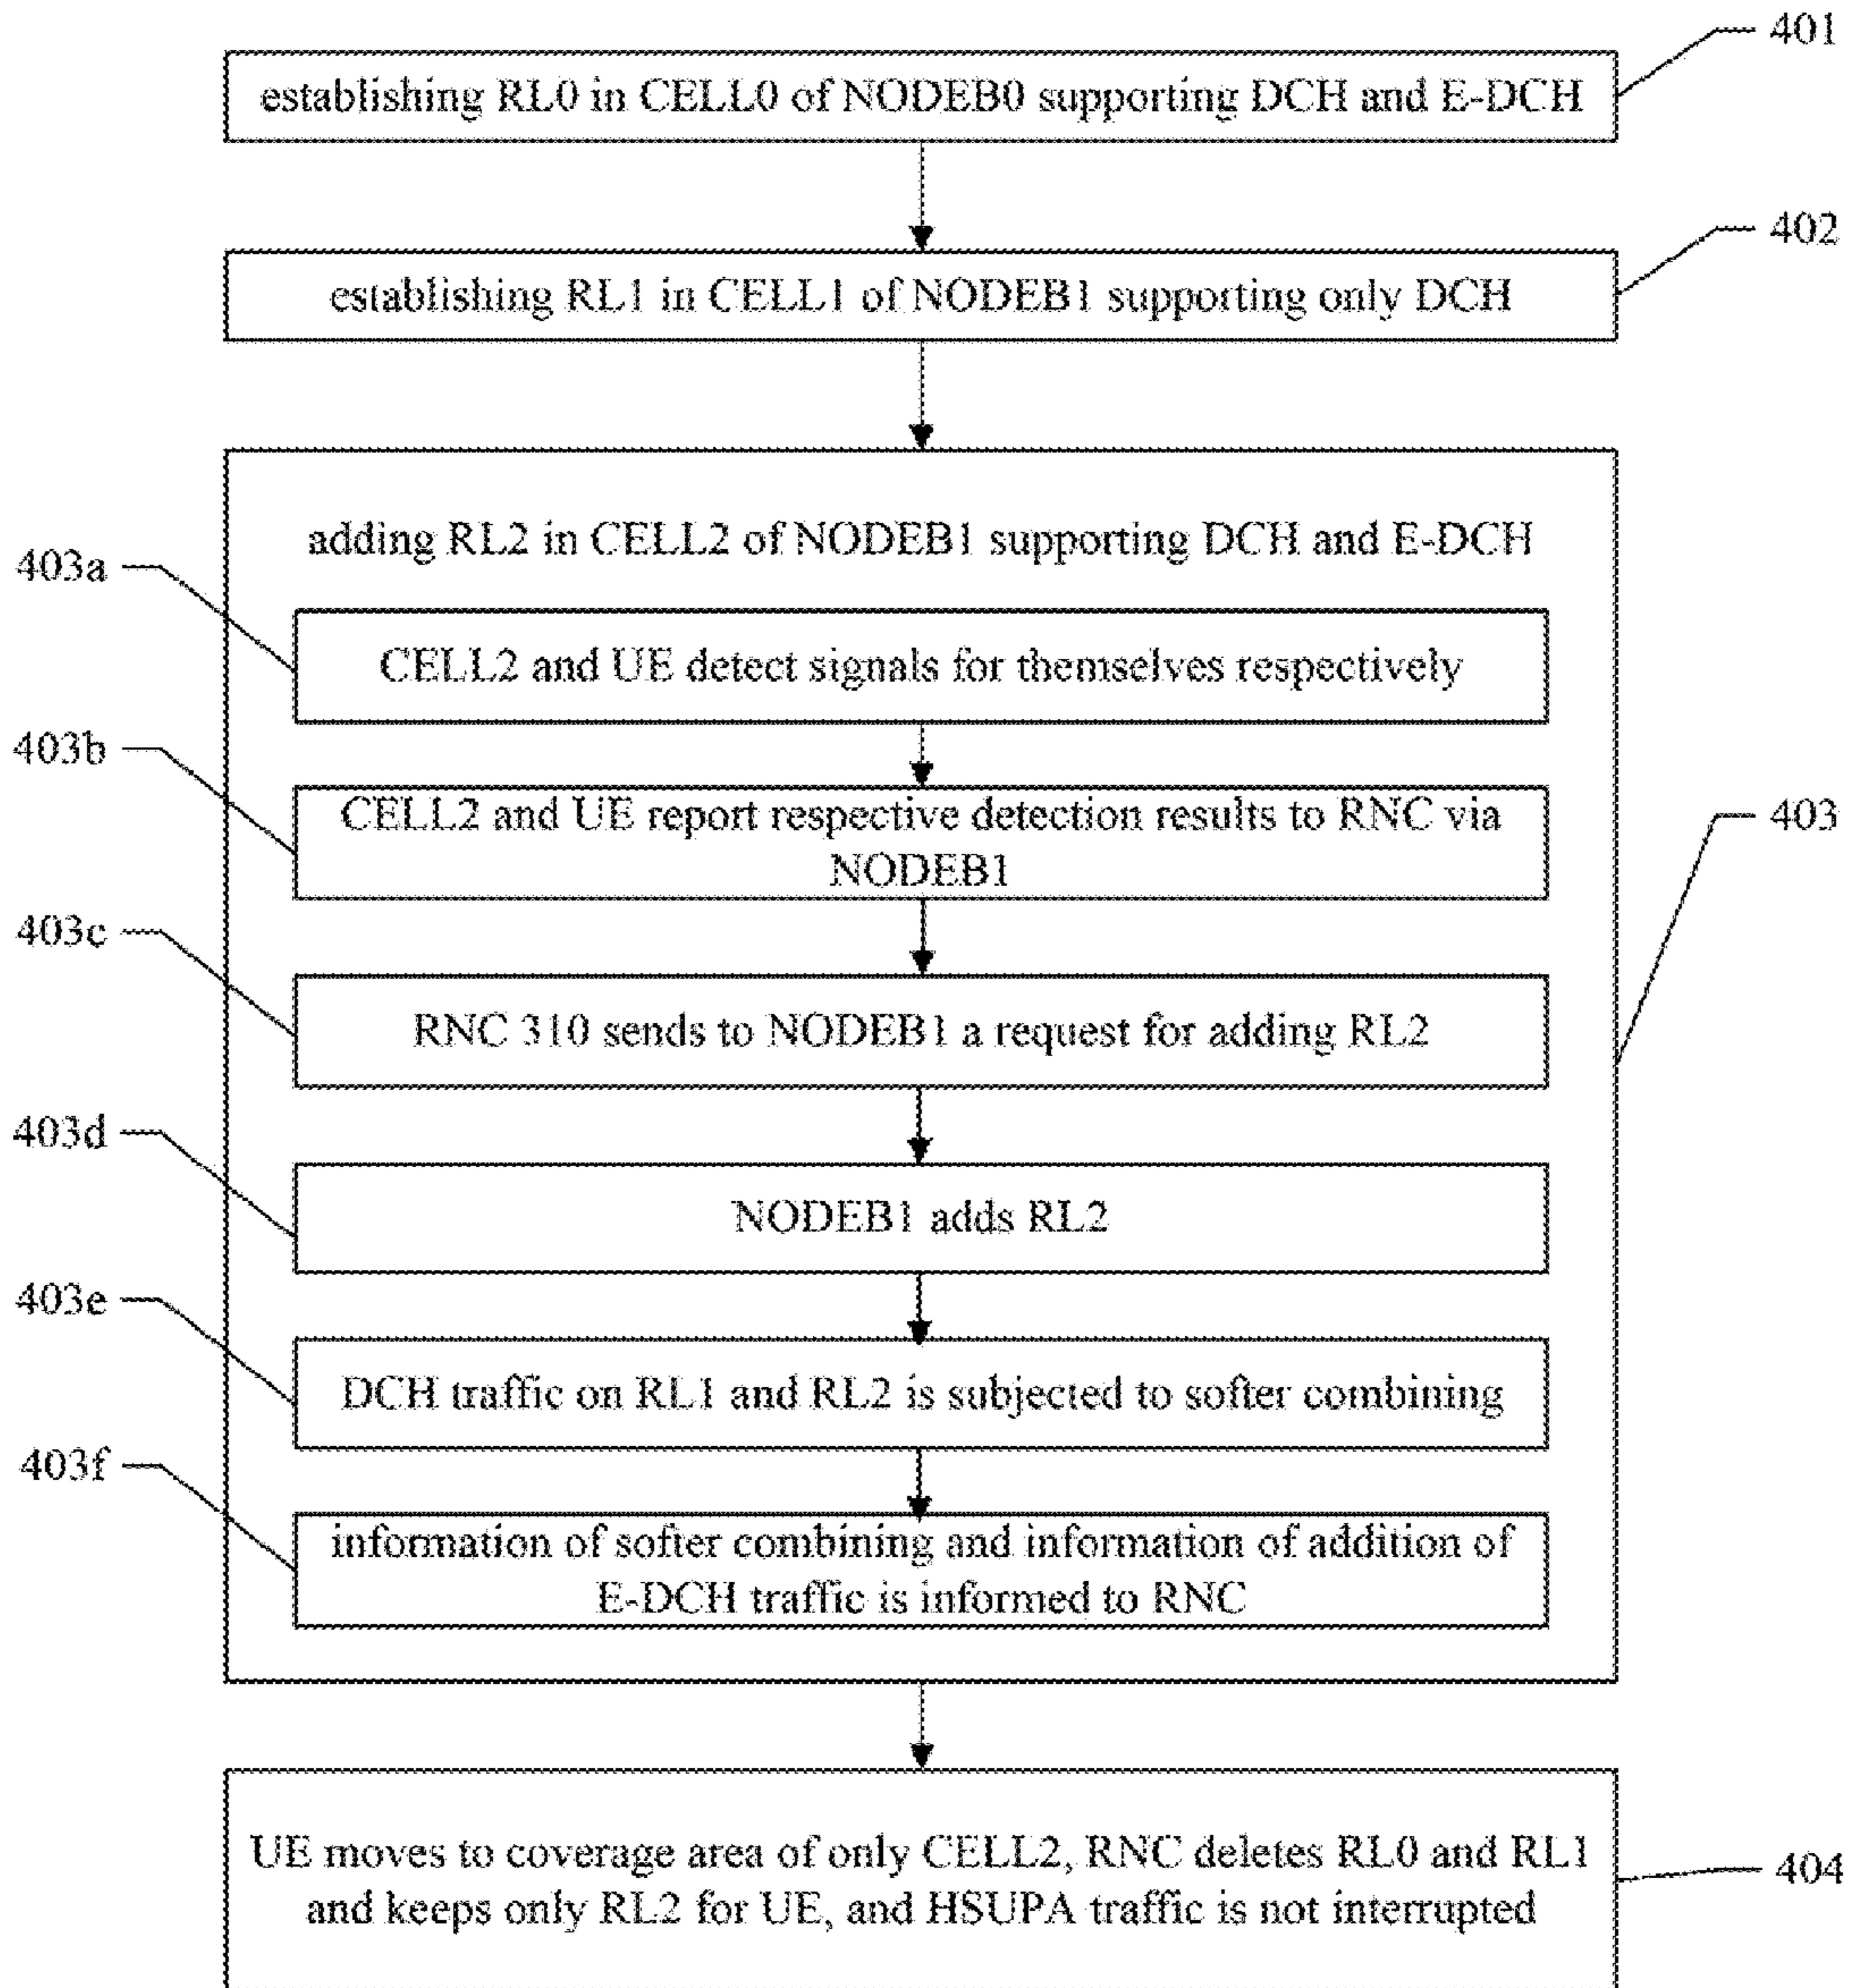 401
establishing RL0 in CELL0 of NODEB0 supporting DCH and E-DCH
402
establishing RL1 in CELL1 of NODEB1 supporting only DCH
403
adding RL2 in CELL2 of NODEB1 supporting DCH and E-DCH
403a
CELL2 and UE detect signals for themselves respectively
403b
CELL2 and UE report respective detection results to RNC via
NODEB1
403c
RNC 310 sends to NODEB1 a request for adding RL2
403d
NODEB1 adds RL2
403e
DCH traffic on RL1 and RL2 is subjected to softer combining
403f
information of softer combining and information of addition of
E-DCH traffic is informed to RNC
UE moves to coverage area of only CELL2, RNC deletes RL0 and RL1
and keeps only RL2 for UE, and HSUPA traffic is not interrupted
404